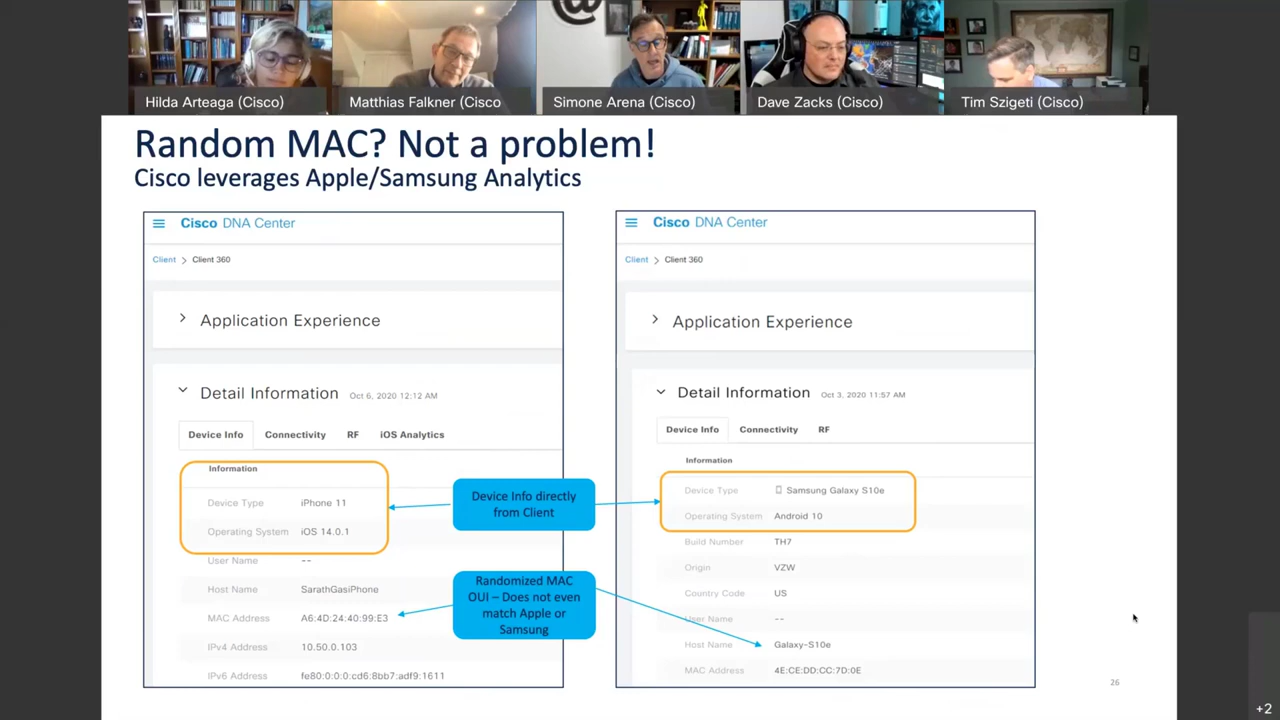 Hilda Arteaga (Cisco)
Matthias Falkner (Cisco
Simone Arena (Cisco)
Dave Zacks (Cisco)
Tim Szigeti (Cisco)
Random MAC? Not a problem!
Cisco leverages Apple/Samsung Analytics
Cisco DNA Center
Client > Client 360
> Application Experience
Detail Information Oct 6, 2020 12:12 AM
Device Info Connectivity RF iOS Analytics
Information
Device Type iPhone 11
Operating System iOS 14.0.1
User Name --
Host Name SarathGasiPhone
MAC Address A6:4D:24:40:99:E3
IPv4 Address 10.50.0.103
IPv6 Address fe80:0:0:0:cd6:8bb7:adf9:1611
Device Info directly
from Client
Randomized MAC
OUI – Does not even
match Apple or
Samsung
Cisco DNA Center
Client > Client 360
> Application Experience
Detail Information Oct 3, 2020 11:57 AM
Device Info Connectivity RF
Information
Device Type Samsung Galaxy S10e
Operating System Android 10
Build Number TH7
Origin VZW
Country Code US
User Name --
Host Name Galaxy-S10e
MAC Address 4E:CE:DD:CC:7D:0E
26
+2